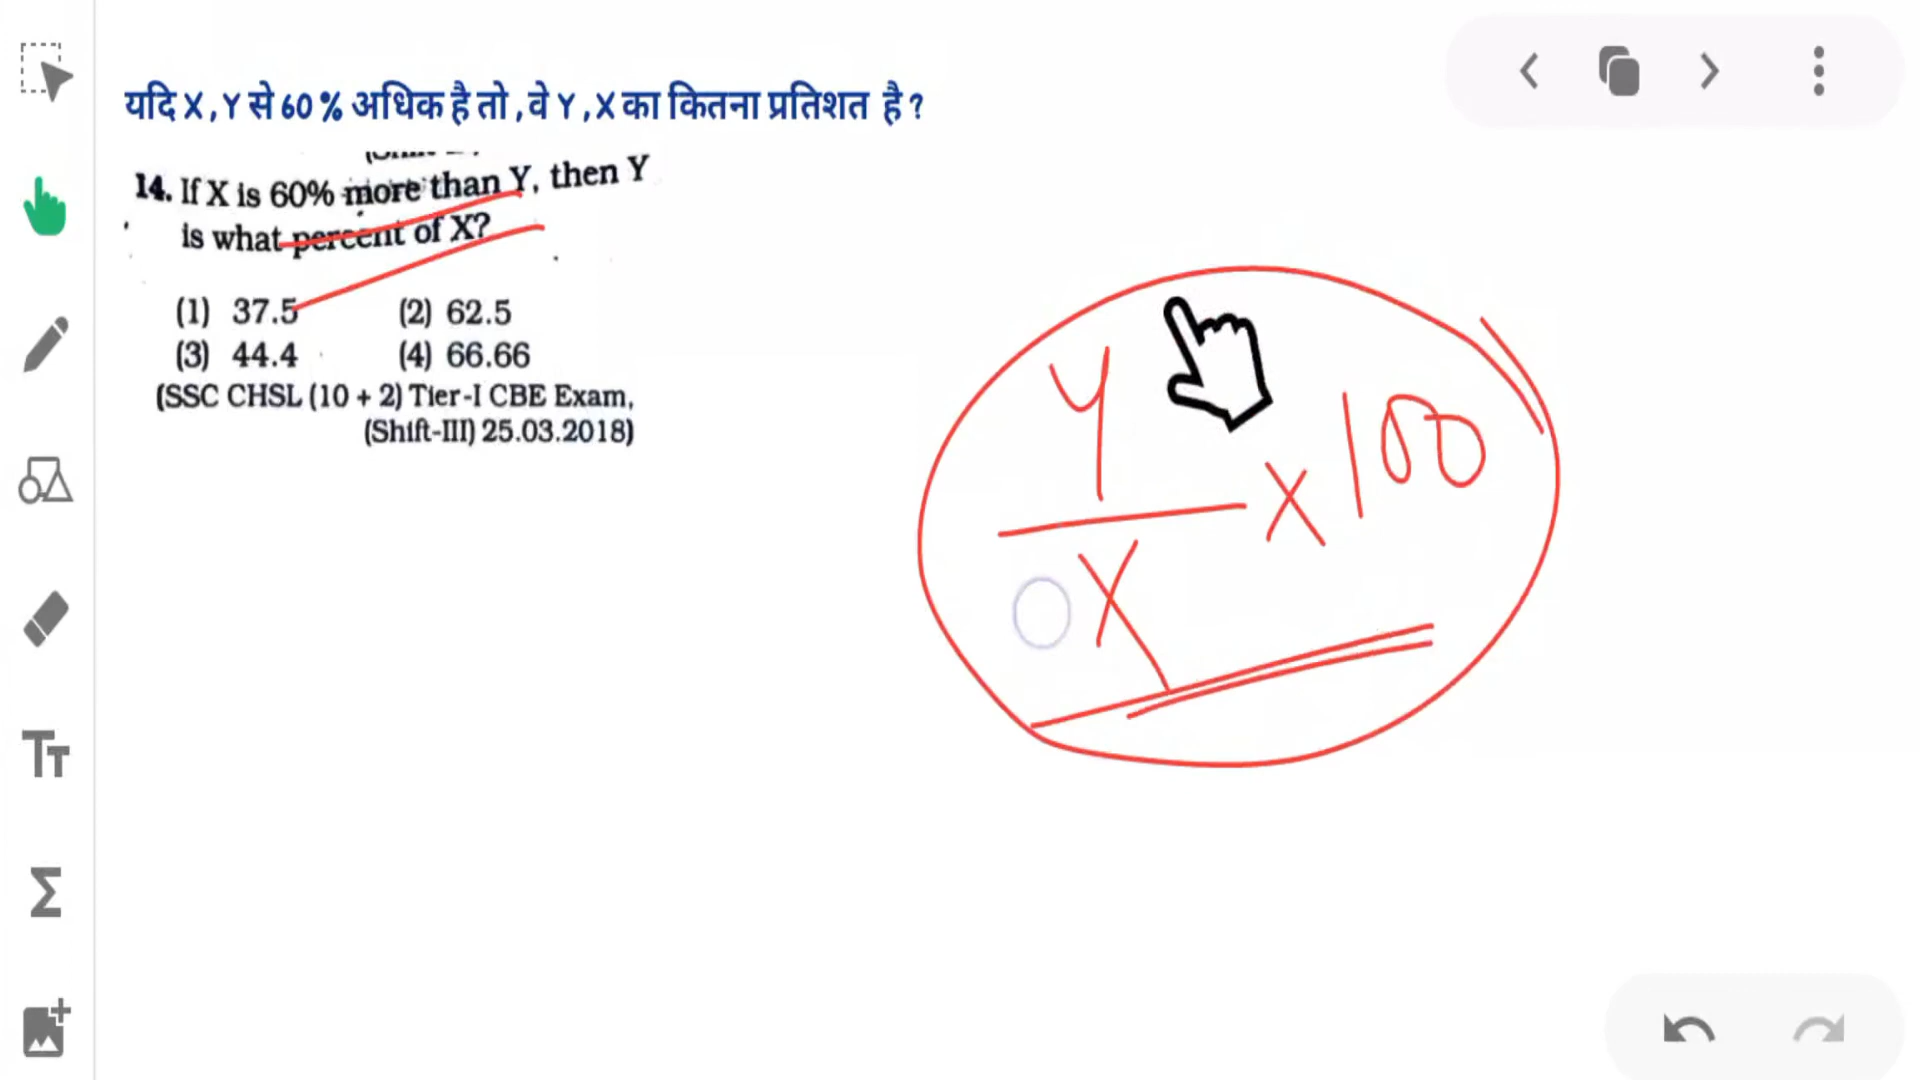 यदि X , Y से 60 % अधिक है तो , वे Y , X का कितना प्रतिशत है ?
14. If X is 60% more than Y, then Y
is what percent of X?
(1) 37.5 (2) 62.5
(3) 44.4 (4) 66.66
(SSC CHSL (10 + 2) Tier-I CBE Exam,
(Shift-III) 25.03.2018)
Y
X × 100
Tт
Σ